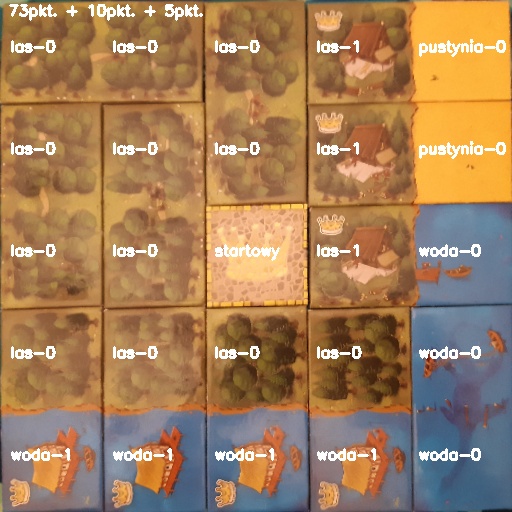 73pkt. + 10pkt. + 5pkt.
las-0 las-0 las-0 las-1 pustynia-0
las-0 las-0 las-0 las-1 pustynia-0
las-0 las-0 startowy las-1 woda-0
las-0 las-0 las-0 las-0 woda-0
woda-1 woda-1 woda-1 woda-1 woda-0